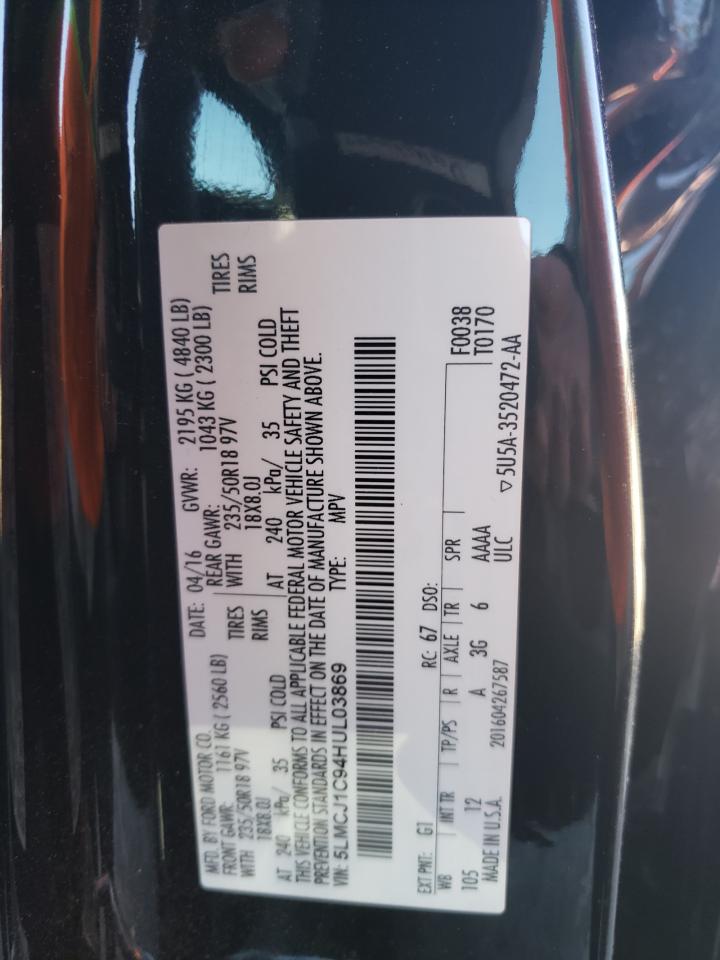 MFD. BY FORD MOTOR CO.
DATE: 04/16 GVWR: 2195 KG ( 4840 LB)
FRONT GAWR: 1161 KG ( 2560 LB) REAR GAWR: 1043 KG ( 2300 LB)
WITH 235/50R18 97V TIRES WITH 235/50R18 97V TIRES
18X8.0J RIMS 18X8.0J RIMS
AT 240 kPa/ 35 PSI COLD AT 240 kPa/ 35 PSI COLD
THIS VEHICLE CONFORMS TO ALL APPLICABLE FEDERAL MOTOR VEHICLE SAFETY AND THEFT
PREVENTION STANDARDS IN EFFECT ON THE DATE OF MANUFACTURE SHOWN ABOVE.
VIN: 5LMCJ1C94HUL03869 TYPE: MPV
F0038
T0170
EXT PNT: G1 RC: 67 DSO:
WB INT TR TP/PS R AXLE TR SPR
105 12 A 3G 6 AAAA
ULC
MADE IN U.S.A. 201604267587 ▽5U5A-3520472-AA